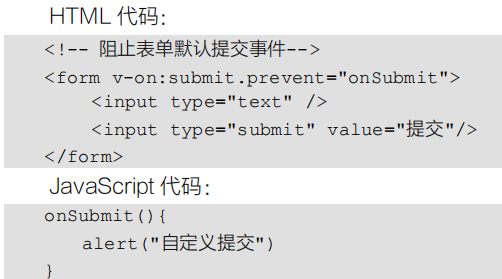 HTML 代码：
<!-- 阻止表单默认提交事件-->
<form v-on:submit.prevent="onSubmit">
<input type="text" />
<input type="submit" value="提交"/>
</form>
JavaScript 代码：
onSubmit(){
alert("自定义提交")
}